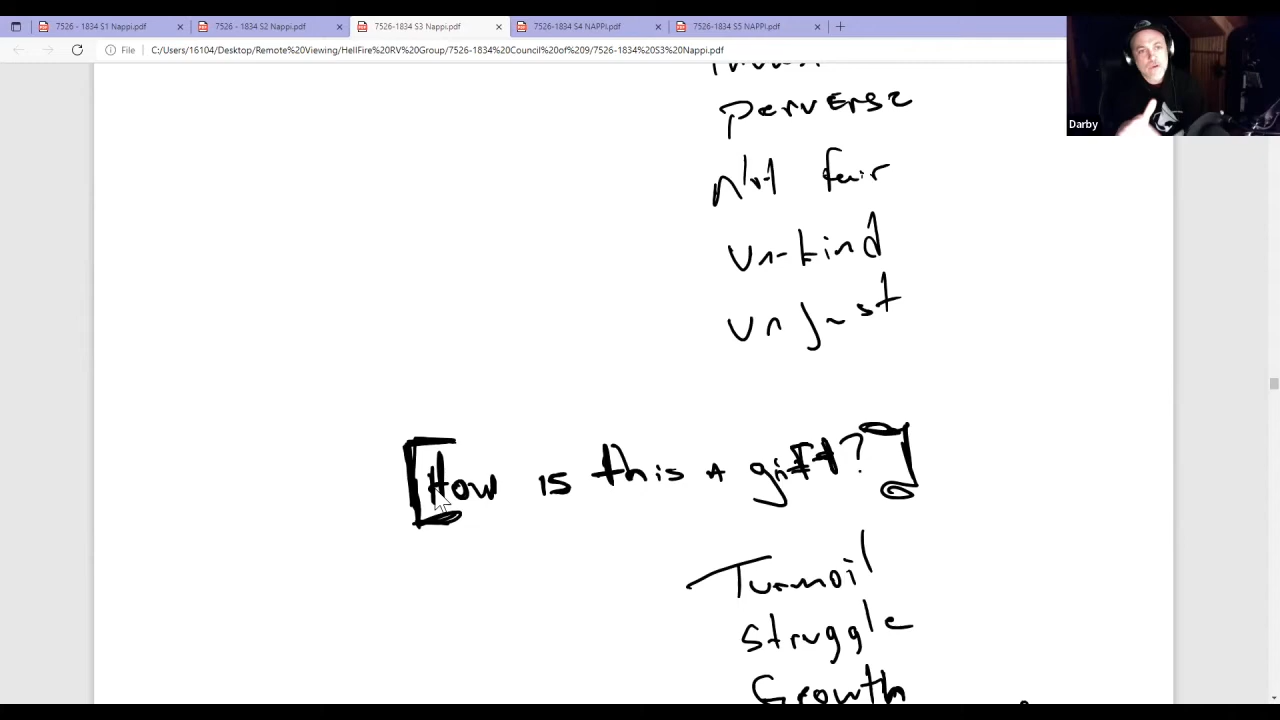 7526 - 1834 S1 Nappi.pdf 7526 - 1834 S2 Nappi.pdf 7526-1834 S3 Nappi.pdf 7526-1834 S4 NAPPI.pdf 7526-1834 S5 NAPPI.pdf
File C:/Users/16104/Desktop/Remote%20Viewing/HellFire%20RV%20Group/7526-1834%20Council%20of%209/7526-1834%20S3%20Nappi.pdf
Darby
perverse
not fair
un-kind
unjust
[How is this a gift?]
Turmoil
Struggle
Growth